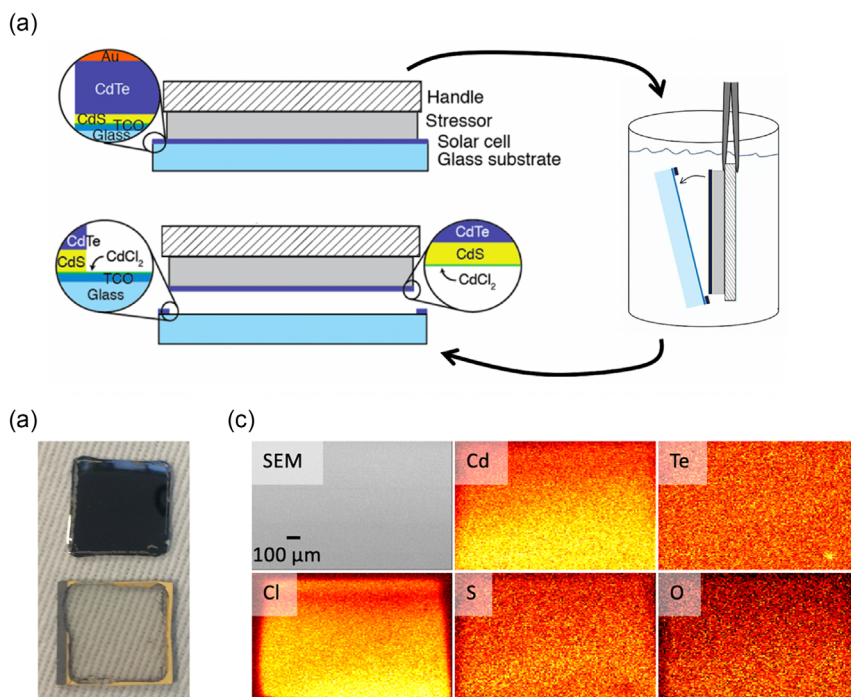 (a)
Au
CdTe
CdS
TCO
Glass
Handle
Stressor
Solar cell
Glass substrate
CdTe
CdS
CdCl₂
TCO
Glass
CdTe
CdS
CdCl₂
(a)
(c)
SEM
100 μm
Cd
Te
Cl
S
O